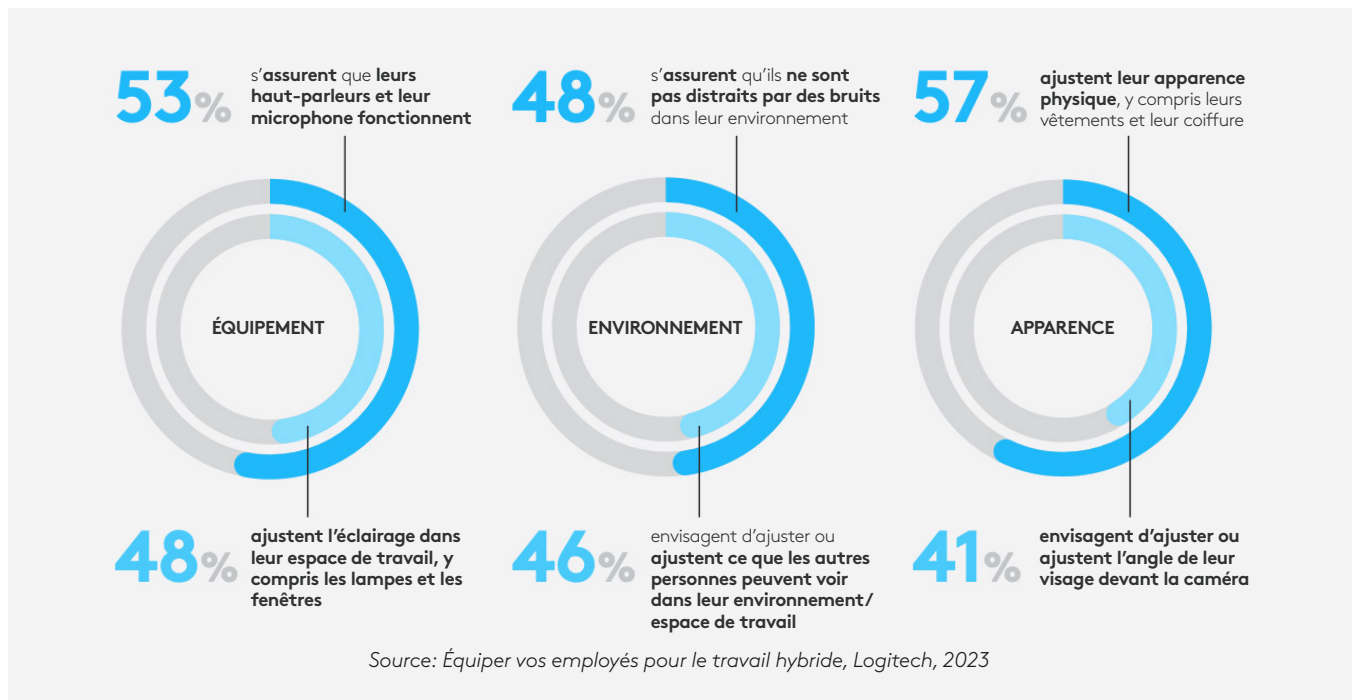 53%
s'assurent que leurs
haut-parleurs et leur
microphone fonctionnent
48%
s'assurent qu'ils ne sont
pas distraits par des bruits
dans leur environnement
57%
ajustent leur apparence
physique, y compris leurs
vêtements et leur coiffure
ÉQUIPEMENT
ENVIRONNEMENT
APPARENCE
48%
ajustent l'éclairage dans
leur espace de travail, y
compris les lampes et les
fenêtres
46%
envisagent d'ajuster ou
ajustent ce que les autres
personnes peuvent voir
dans leur environnement/
espace de travail
41%
envisagent d'ajuster ou
ajustent l'angle de leur
visage devant la caméra
Source: Équiper vos employés pour le travail hybride, Logitech, 2023